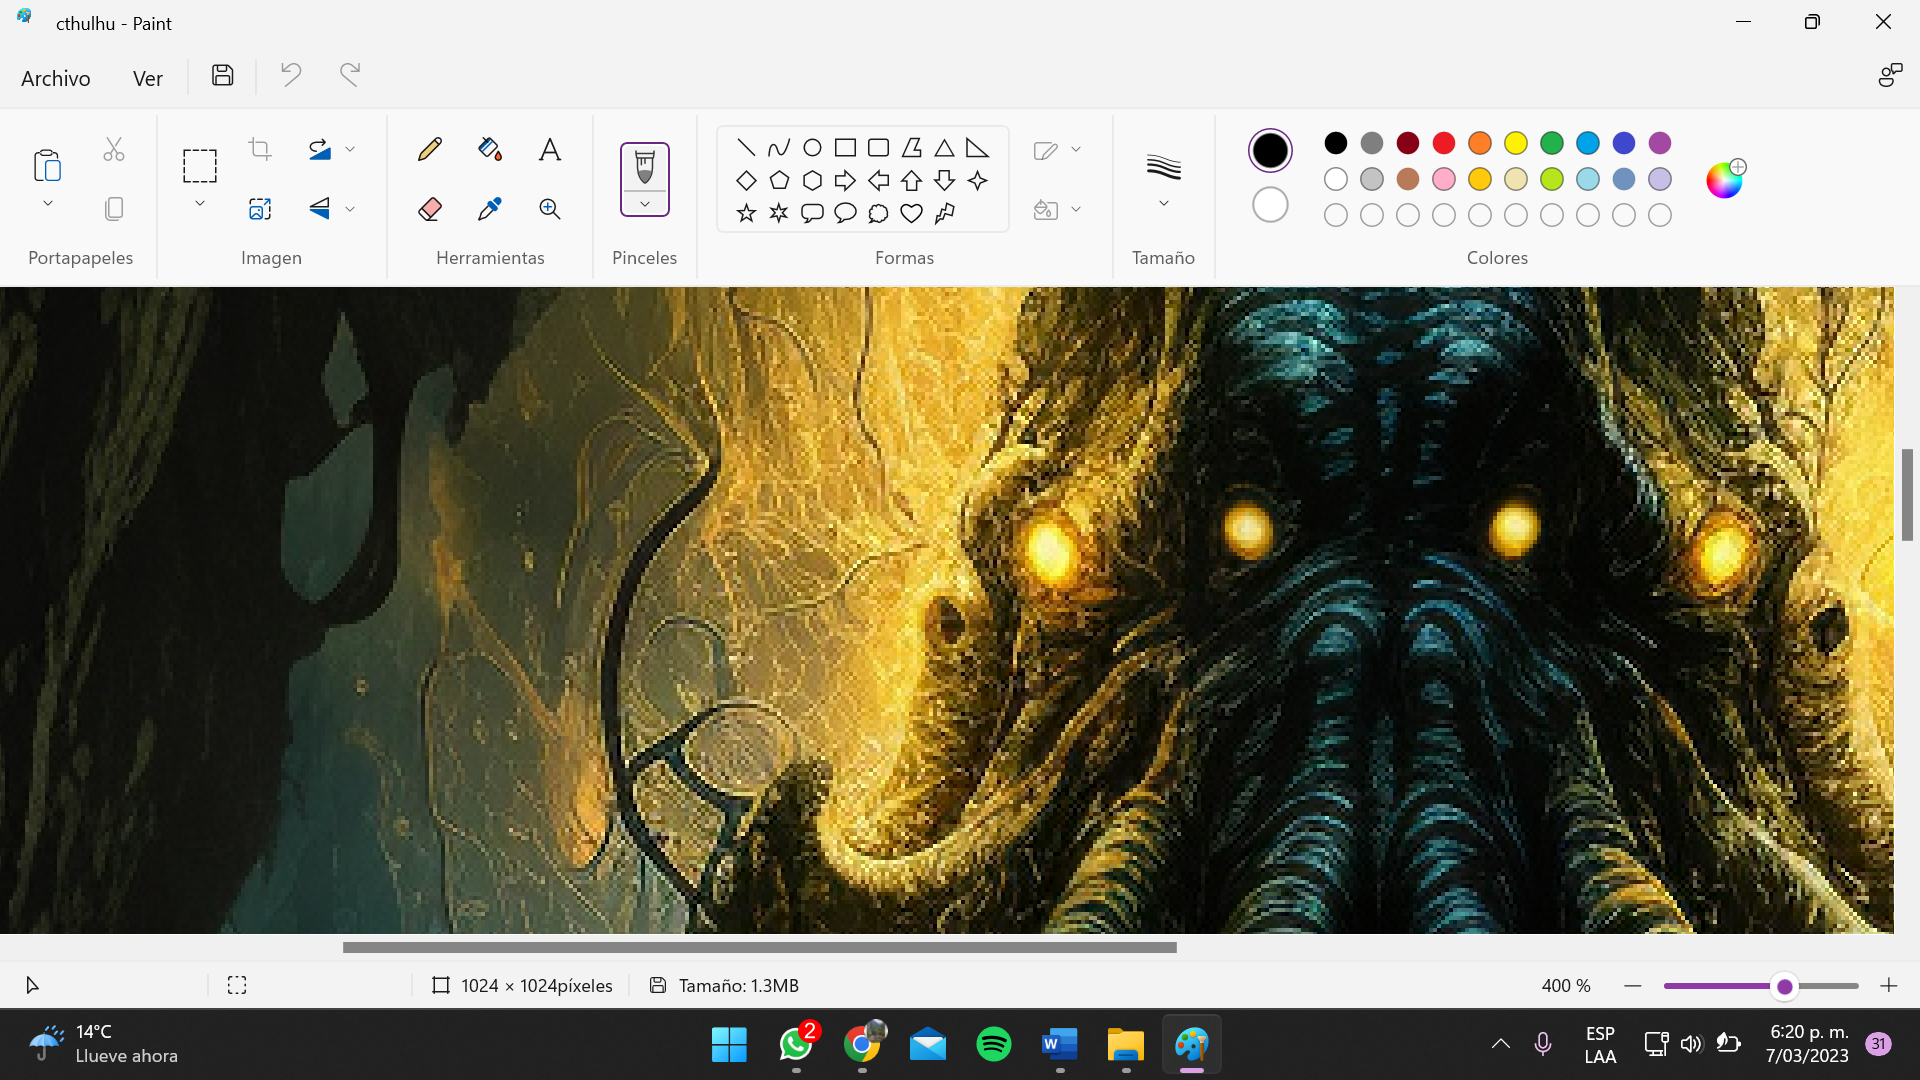 cthulhu - Paint
Archivo
Ver
Portapapeles
Imagen
Herramientas
Pinceles
Formas
Tamaño
Colores
1024 × 1024píxeles
Tamaño: 1.3MB
400 %
14°C
Llueve ahora
2
W
ESP
LAA
6:20 p. m.
7/03/2023
31